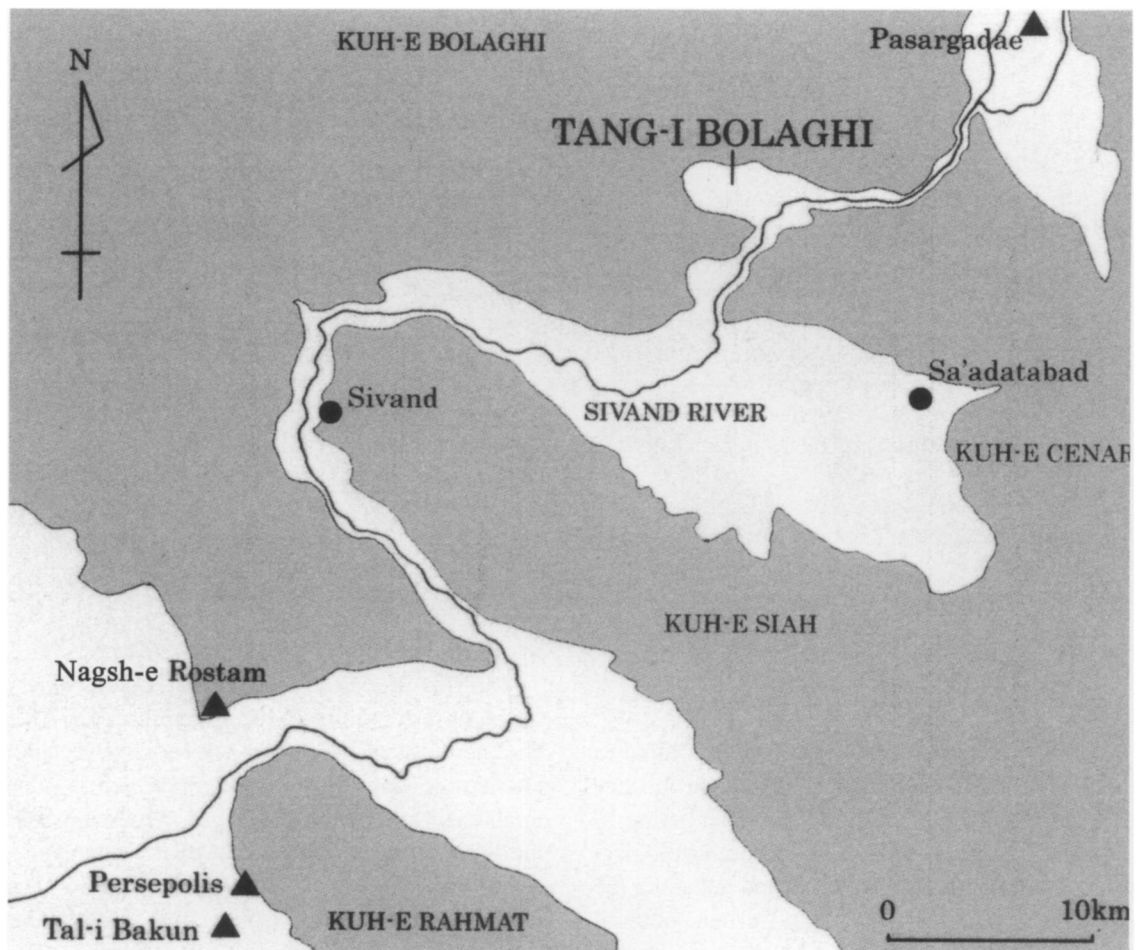 KUH-E BOLAGHI
Pasargadae
N
TANG-I BOLAGHI
Sa'adatabad
Sivand
SIVAND RIVER
KUH-E CENAR
KUH-E SIAH
Nagsh-e Rostam
Persepolis
Tal-i Bakun
KUH-E RAHMAT
0 10km